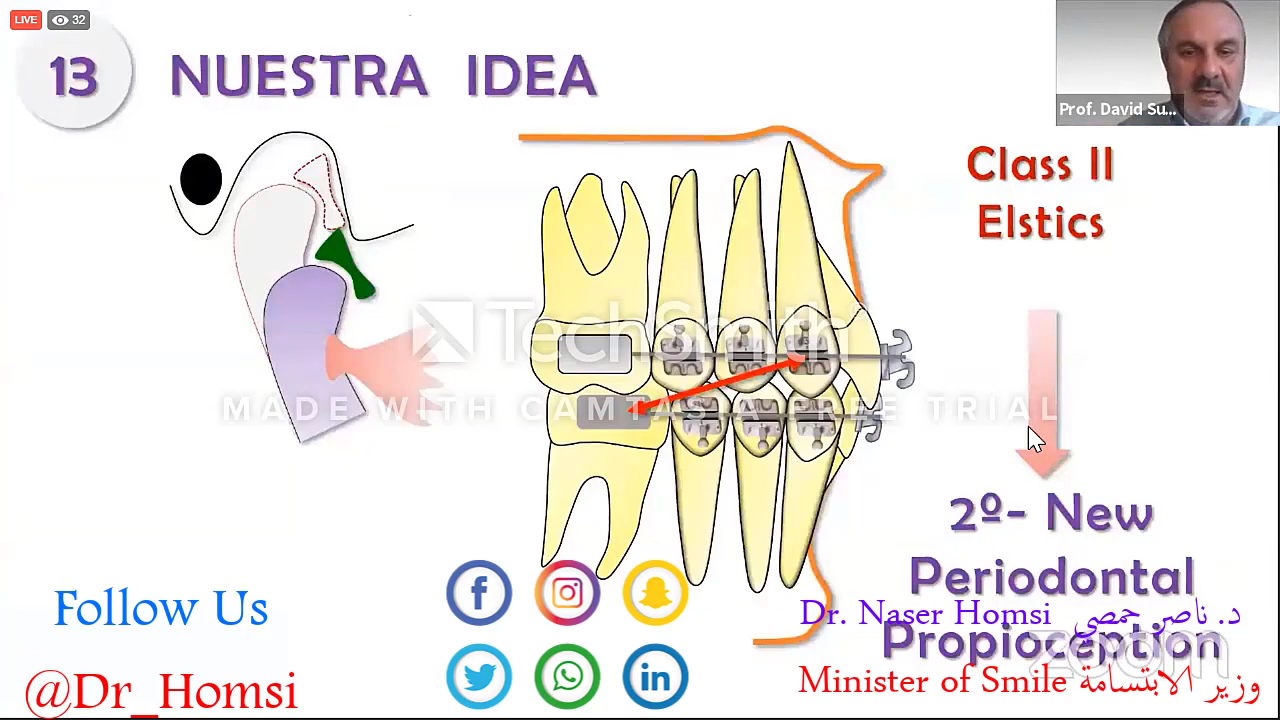 LIVE 32
13 NUESTRA IDEA
Prof. David Su...
Class II
Elstics
TechSmith
MADE WITH CAMTASIA FREE TRIAL
2º- New
Periodontal
Propioception
Follow Us
@Dr_Homsi
Dr. Naser Homsi د. ناصر حمصي
zoom
Minister of Smile وزير الابتسامة